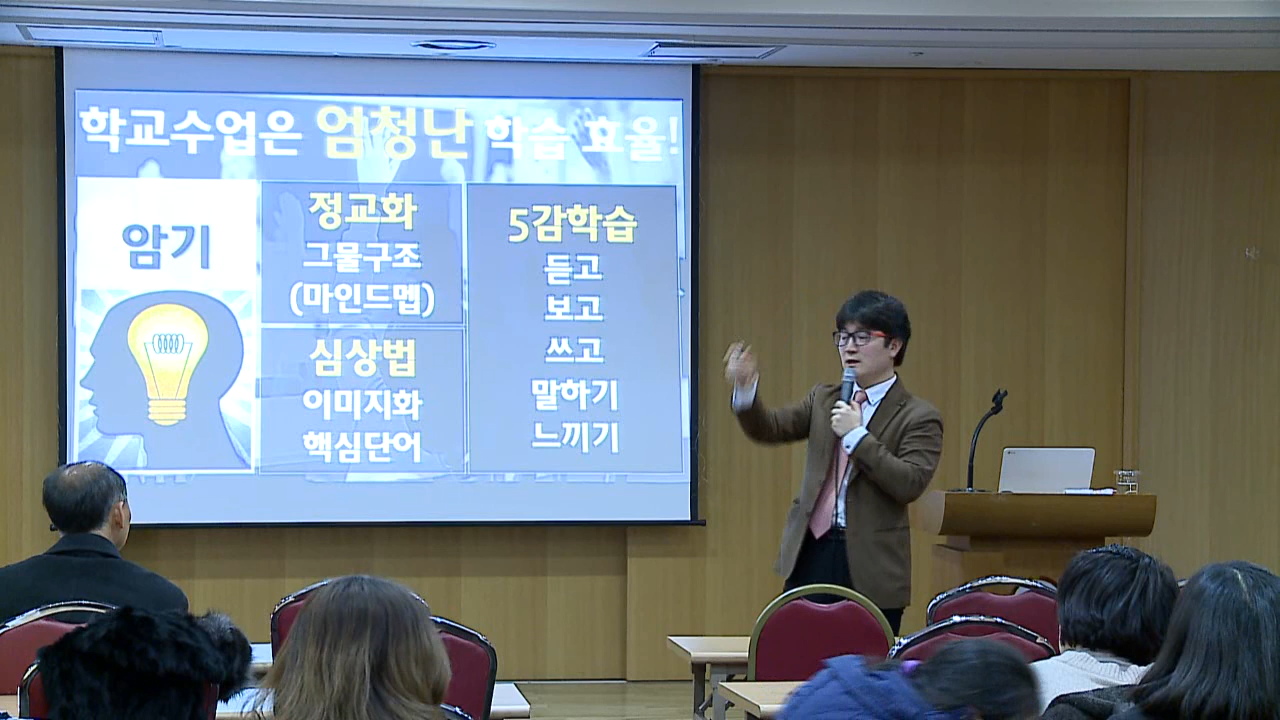 학교수업은 엄청난 학습 효율!
암기
정교화
그물구조
(마인드멥)
심상법
이미지화
핵심단어
5감학습
듣고
보고
쓰고
말하기
느끼기